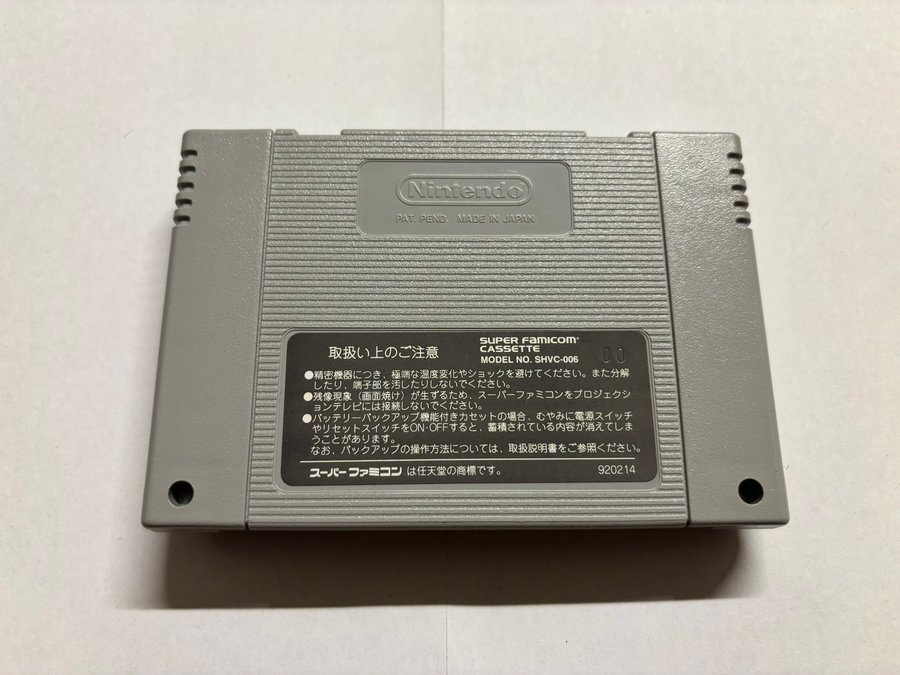 Nintendo
PAT. PEND MADE IN JAPAN
取扱い上のご注意
SUPER FAMICOM
CASSETTE
MODEL NO. SHVC-006
00
●精密機器につき、極端な温度変化やショックを避けてください。また分解
したり、端子部を汚したりしないでください。
●残像現象（画面焼け）が生ずるため、スーパーファミコンをプロジェクシ
ョンテレビには接続しないでください。
●バッテリーバックアップ機能付きカセットの場合、むやみに電源スイッチ
やリセットスイッチをON・OFFすると、蓄積されている内容が消えてしま
うことがあります。
なお、バックアップの操作方法については、取扱説明書をご参照ください。
スーパーファミコン は任天堂の商標です。
920214